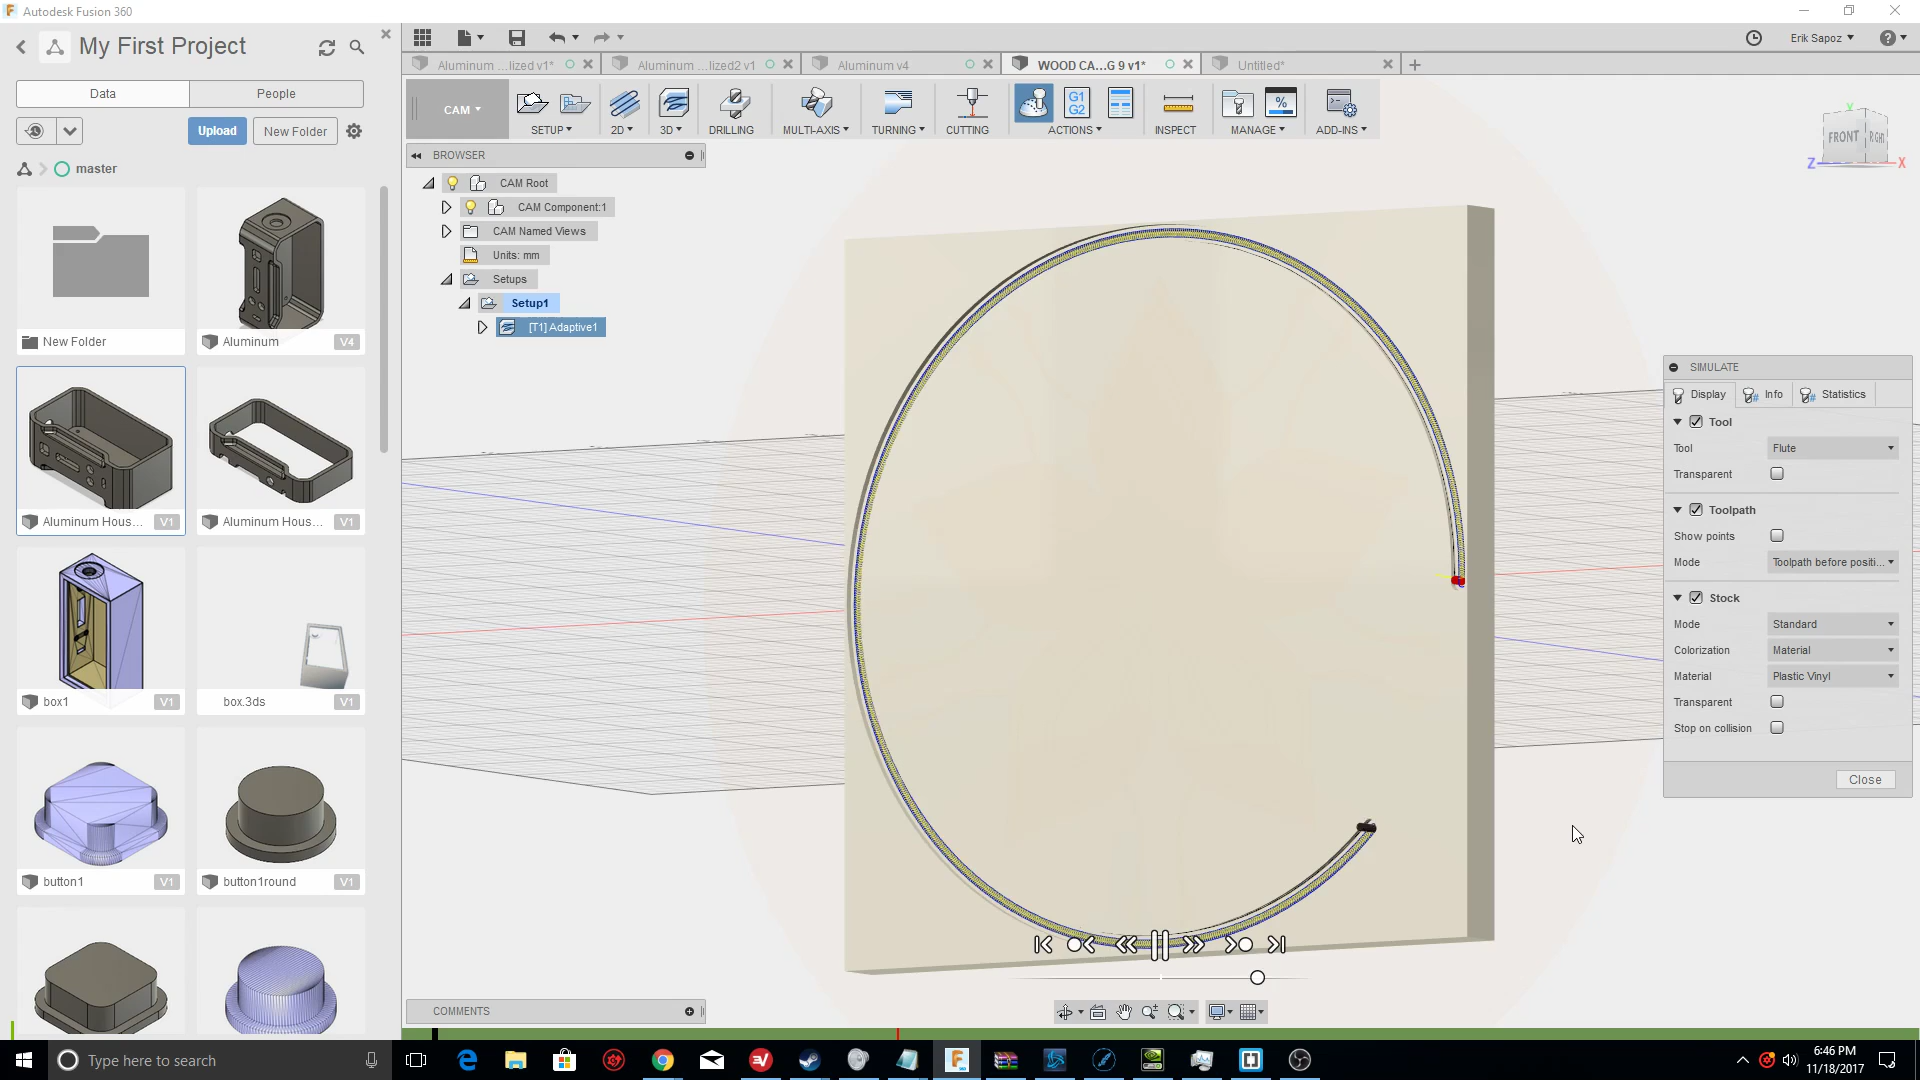 Autodesk Fusion 360
My First Project
Data
People
Upload
New Folder
master
New Folder
Aluminum
V4
Aluminum Hous...
V1
Aluminum Hous...
V1
box1
V1
box.3ds
V1
button1
V1
button1round
V1
Erik Sapoz
Aluminum ...lized v1*
Aluminum ...lized2 v1
Aluminum v4
WOOD CA...G 9 v1*
Untitled*
CAM
SETUP
2D
3D
DRILLING
MULTI-AXIS
TURNING
CUTTING
G1
G2
ACTIONS
INSPECT
MANAGE
ADD-INS
BROWSER
CAM Root
CAM Component:1
CAM Named Views
Units: mm
Setups
Setup1
[T1] Adaptive1
Y
FRONT
RIGHT
Z
X
SIMULATE
Display
Info
Statistics
Tool
Tool
Flute
Transparent
Toolpath
Show points
Mode
Toolpath before positi...
Stock
Mode
Standard
Colorization
Material
Material
Plastic Vinyl
Transparent
Stop on collision
Close
COMMENTS
Type here to search
6:46 PM
11/18/2017